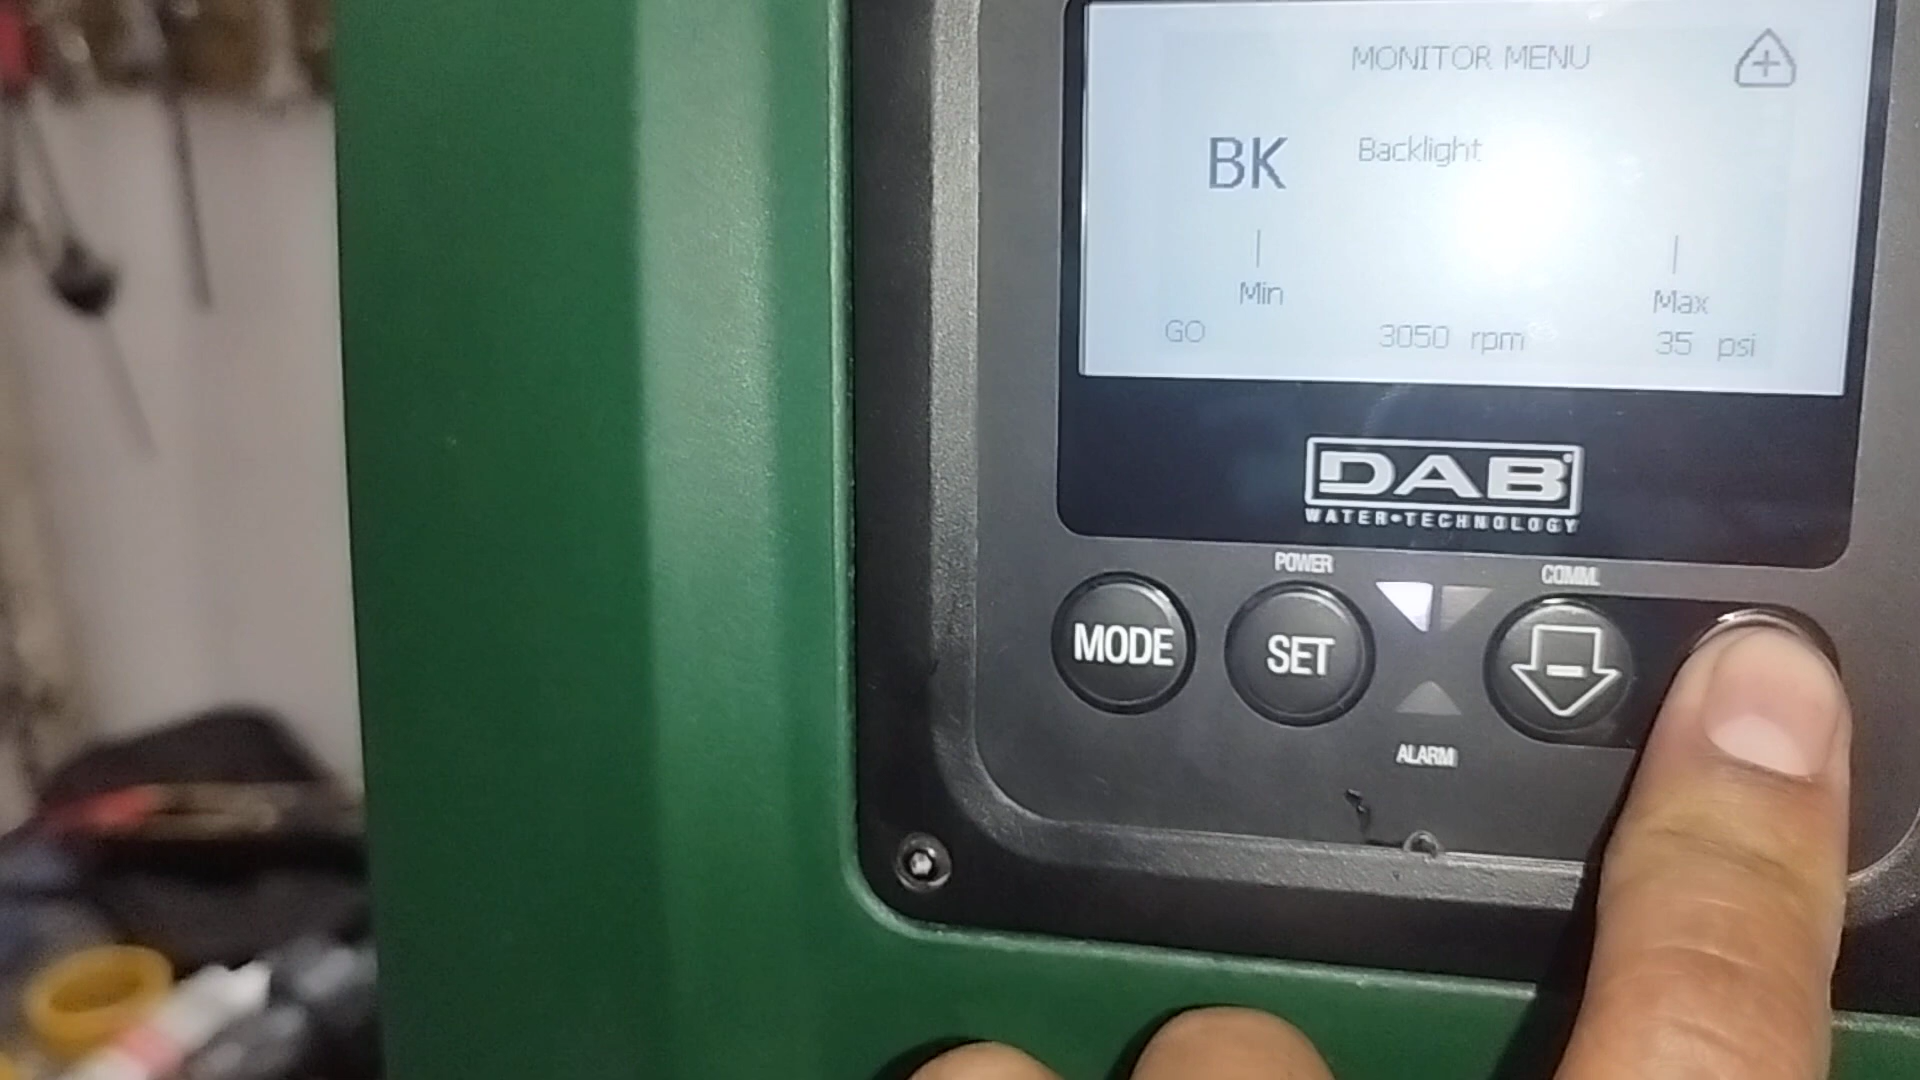 MONITOR MENU
BK Backlight
Min Max
GO 3050 rpm 35 psi
DAB
WATER•TECHNOLOGY
POWER COMM.
MODE SET
ALARM